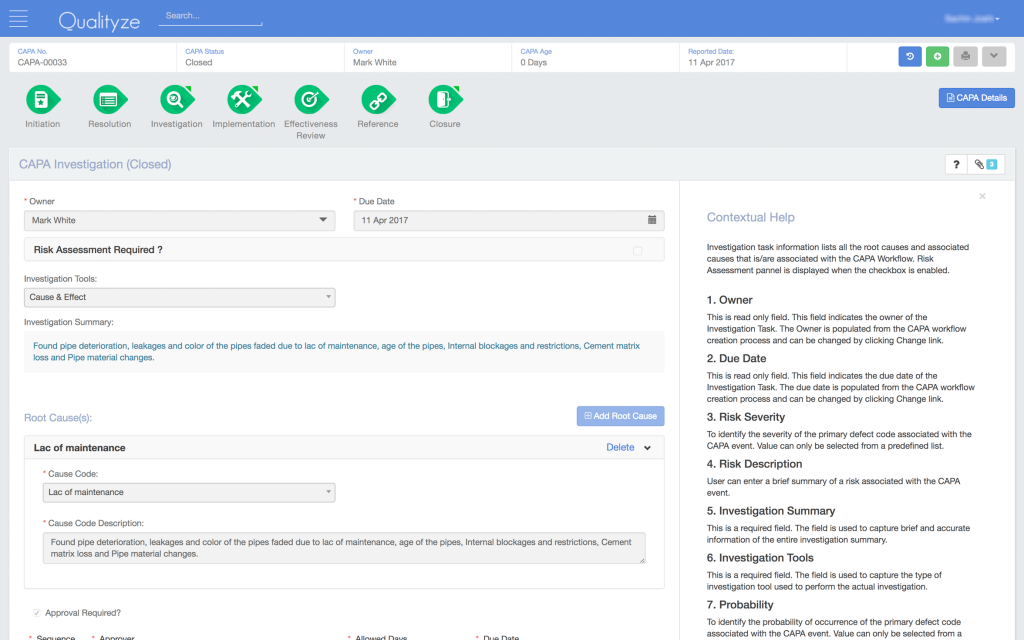 Qualityze
Search...
CAPA No.
CAPA-00033
CAPA Status
Closed
Owner
Mark White
CAPA Age
0 Days
Reported Date:
11 Apr 2017
Initiation
Resolution
Investigation
Implementation
Effectiveness
Review
Reference
Closure
CAPA Details
CAPA Investigation (Closed)
?
3
* Owner
Mark White
* Due Date
11 Apr 2017
Risk Assessment Required ?
Investigation Tools:
Cause & Effect
Investigation Summary:
Found pipe deterioration, leakages and color of the pipes faded due to lac of maintenance, age of the pipes, Internal blockages and restrictions, Cement matrix
loss and Pipe material changes.
Root Cause(s):
Add Root Cause
Lac of maintenance
Delete
* Cause Code:
Lac of maintenance
* Cause Code Description:
Found pipe deterioration, leakages and color of the pipes faded due to lac of maintenance, age of the pipes, Internal blockages and restrictions, Cement
matrix loss and Pipe material changes.
Approval Required?
* Sequence
* Approver
* Allowed Days
* Due Date
×
Contextual Help
Investigation task information lists all the root causes and associated
causes that is/are associated with the CAPA Workflow. Risk
Assessment pannel is displayed when the checkbox is enabled.
1. Owner
This is read only field. This field indicates the owner of the
Investigation Task. The Owner is populated from the CAPA workflow
creation process and can be changed by clicking Change link.
2. Due Date
This is read only field. This field indicates the due date of the
Investigation Task. The due date is populated from the CAPA workflow
creation process and can be changed by clicking Change link.
3. Risk Severity
To identify the severity of the primary defect code associated with the
CAPA event. Value can only be selected from a predefined list.
4. Risk Description
User can enter a brief summary of a risk associated with the CAPA
event.
5. Investigation Summary
This is a required field. The field is used to capture brief and accurate
information of the entire investigation summary.
6. Investigation Tools
This is a required field. The field is used to capture the type of
investigation tool used to perform the actual investigation.
7. Probability
To identify the probability of occurrence of the primary defect code
associated with the CAPA event. Value can only be selected from a